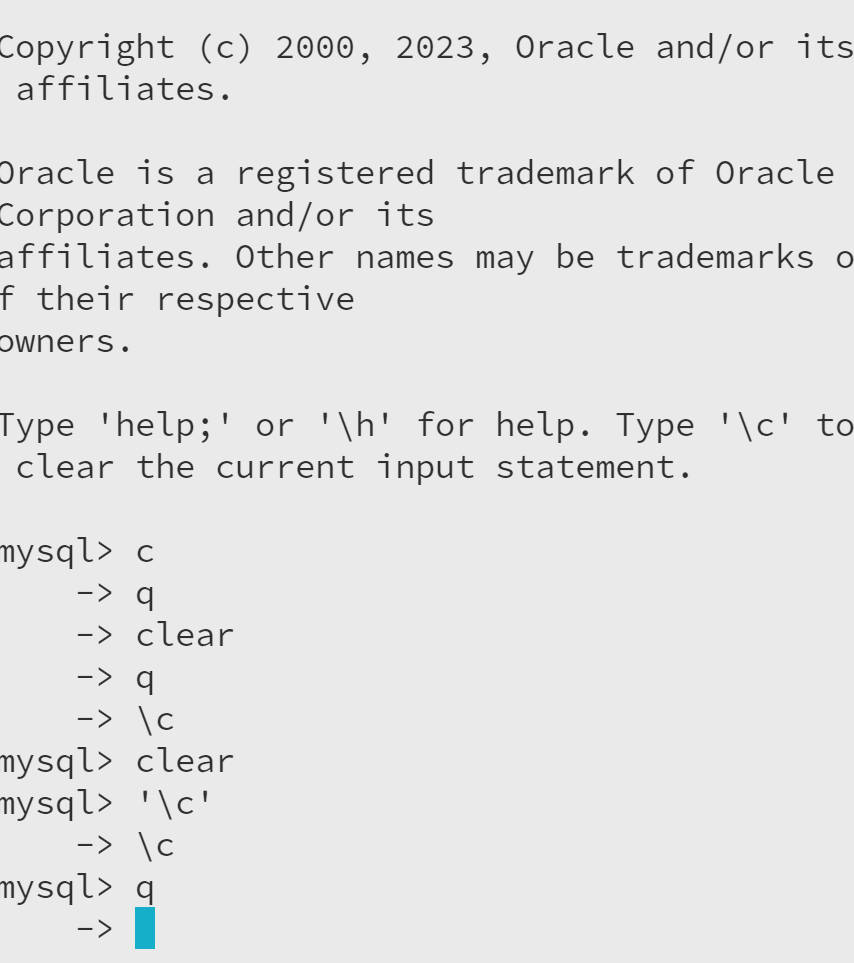 Copyright (c) 2000, 2023, Oracle and/or its
 affiliates.

Oracle is a registered trademark of Oracle
Corporation and/or its
affiliates. Other names may be trademarks o
f their respective
owners.

Type 'help;' or '\h' for help. Type '\c' to
 clear the current input statement.

mysql> c
    -> q
    -> clear
    -> q
    -> \c
mysql> clear
mysql> '\c'
    -> \c
mysql> q
    ->